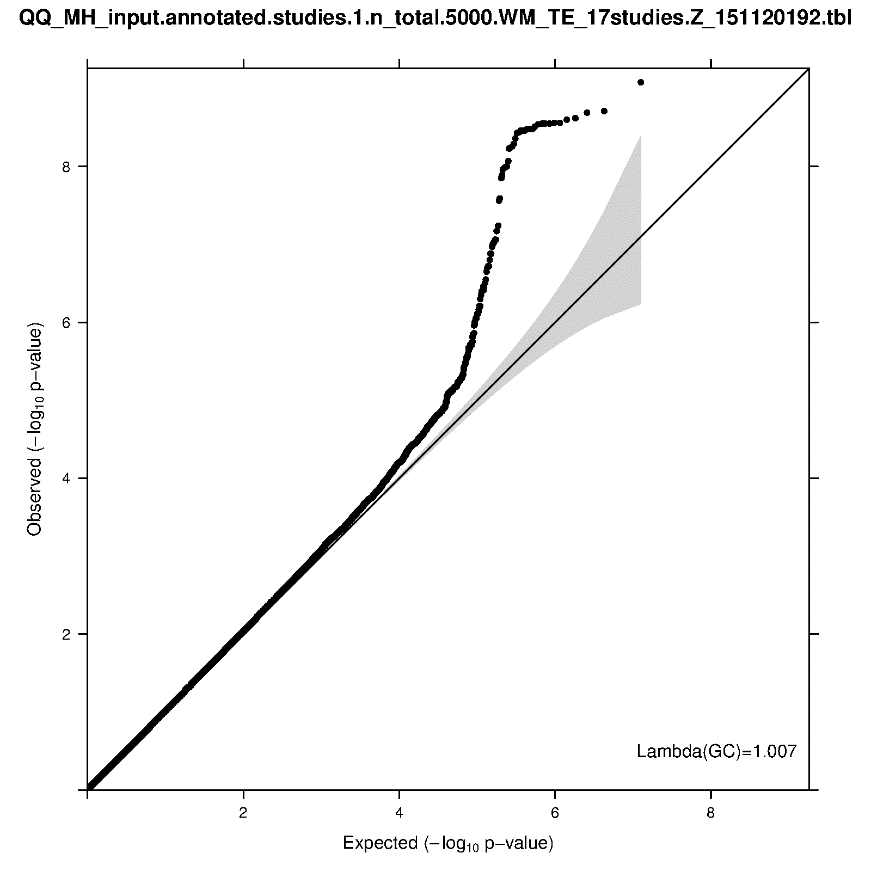 QQ_MH_input.annotated.studies.1.n_total.5000.WM_TE_17studies.Z_151120192.tbl
8
6
4
2
Observed (−log10 p−value)
Lambda(GC)=1.007
2
4
6
8
Expected (−log10 p−value)